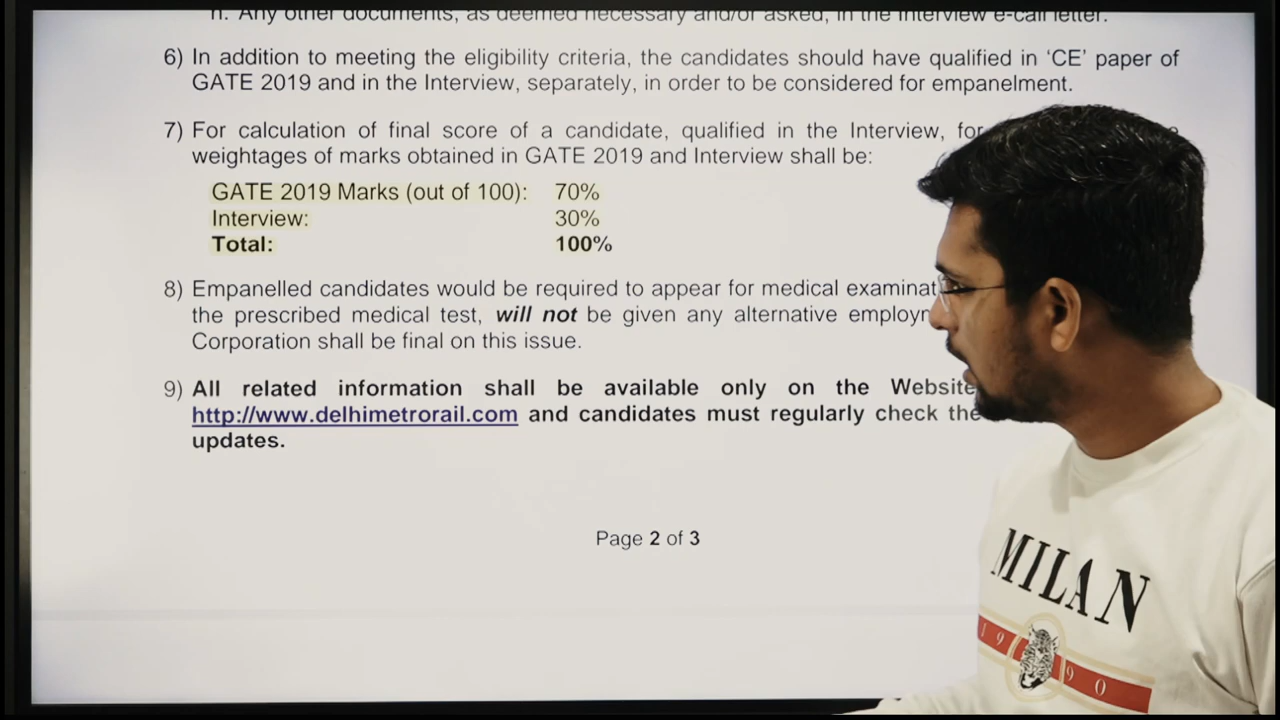 n. Any other documents, as deemed necessary and/or asked, in the Interview e-call letter.
6) In addition to meeting the eligibility criteria, the candidates should have qualified in ‘CE’ paper of
GATE 2019 and in the Interview, separately, in order to be considered for empanelment.
7) For calculation of final score of a candidate, qualified in the Interview, for
weightages of marks obtained in GATE 2019 and Interview shall be:
GATE 2019 Marks (out of 100): 70%
Interview: 30%
Total: 100%
8) Empanelled candidates would be required to appear for medical examinat
the prescribed medical test, will not be given any alternative employ
Corporation shall be final on this issue.
9) All related information shall be available only on the Website
http://www.delhimetrorail.com and candidates must regularly check the
updates.
Page 2 of 3
MILAN
19 90